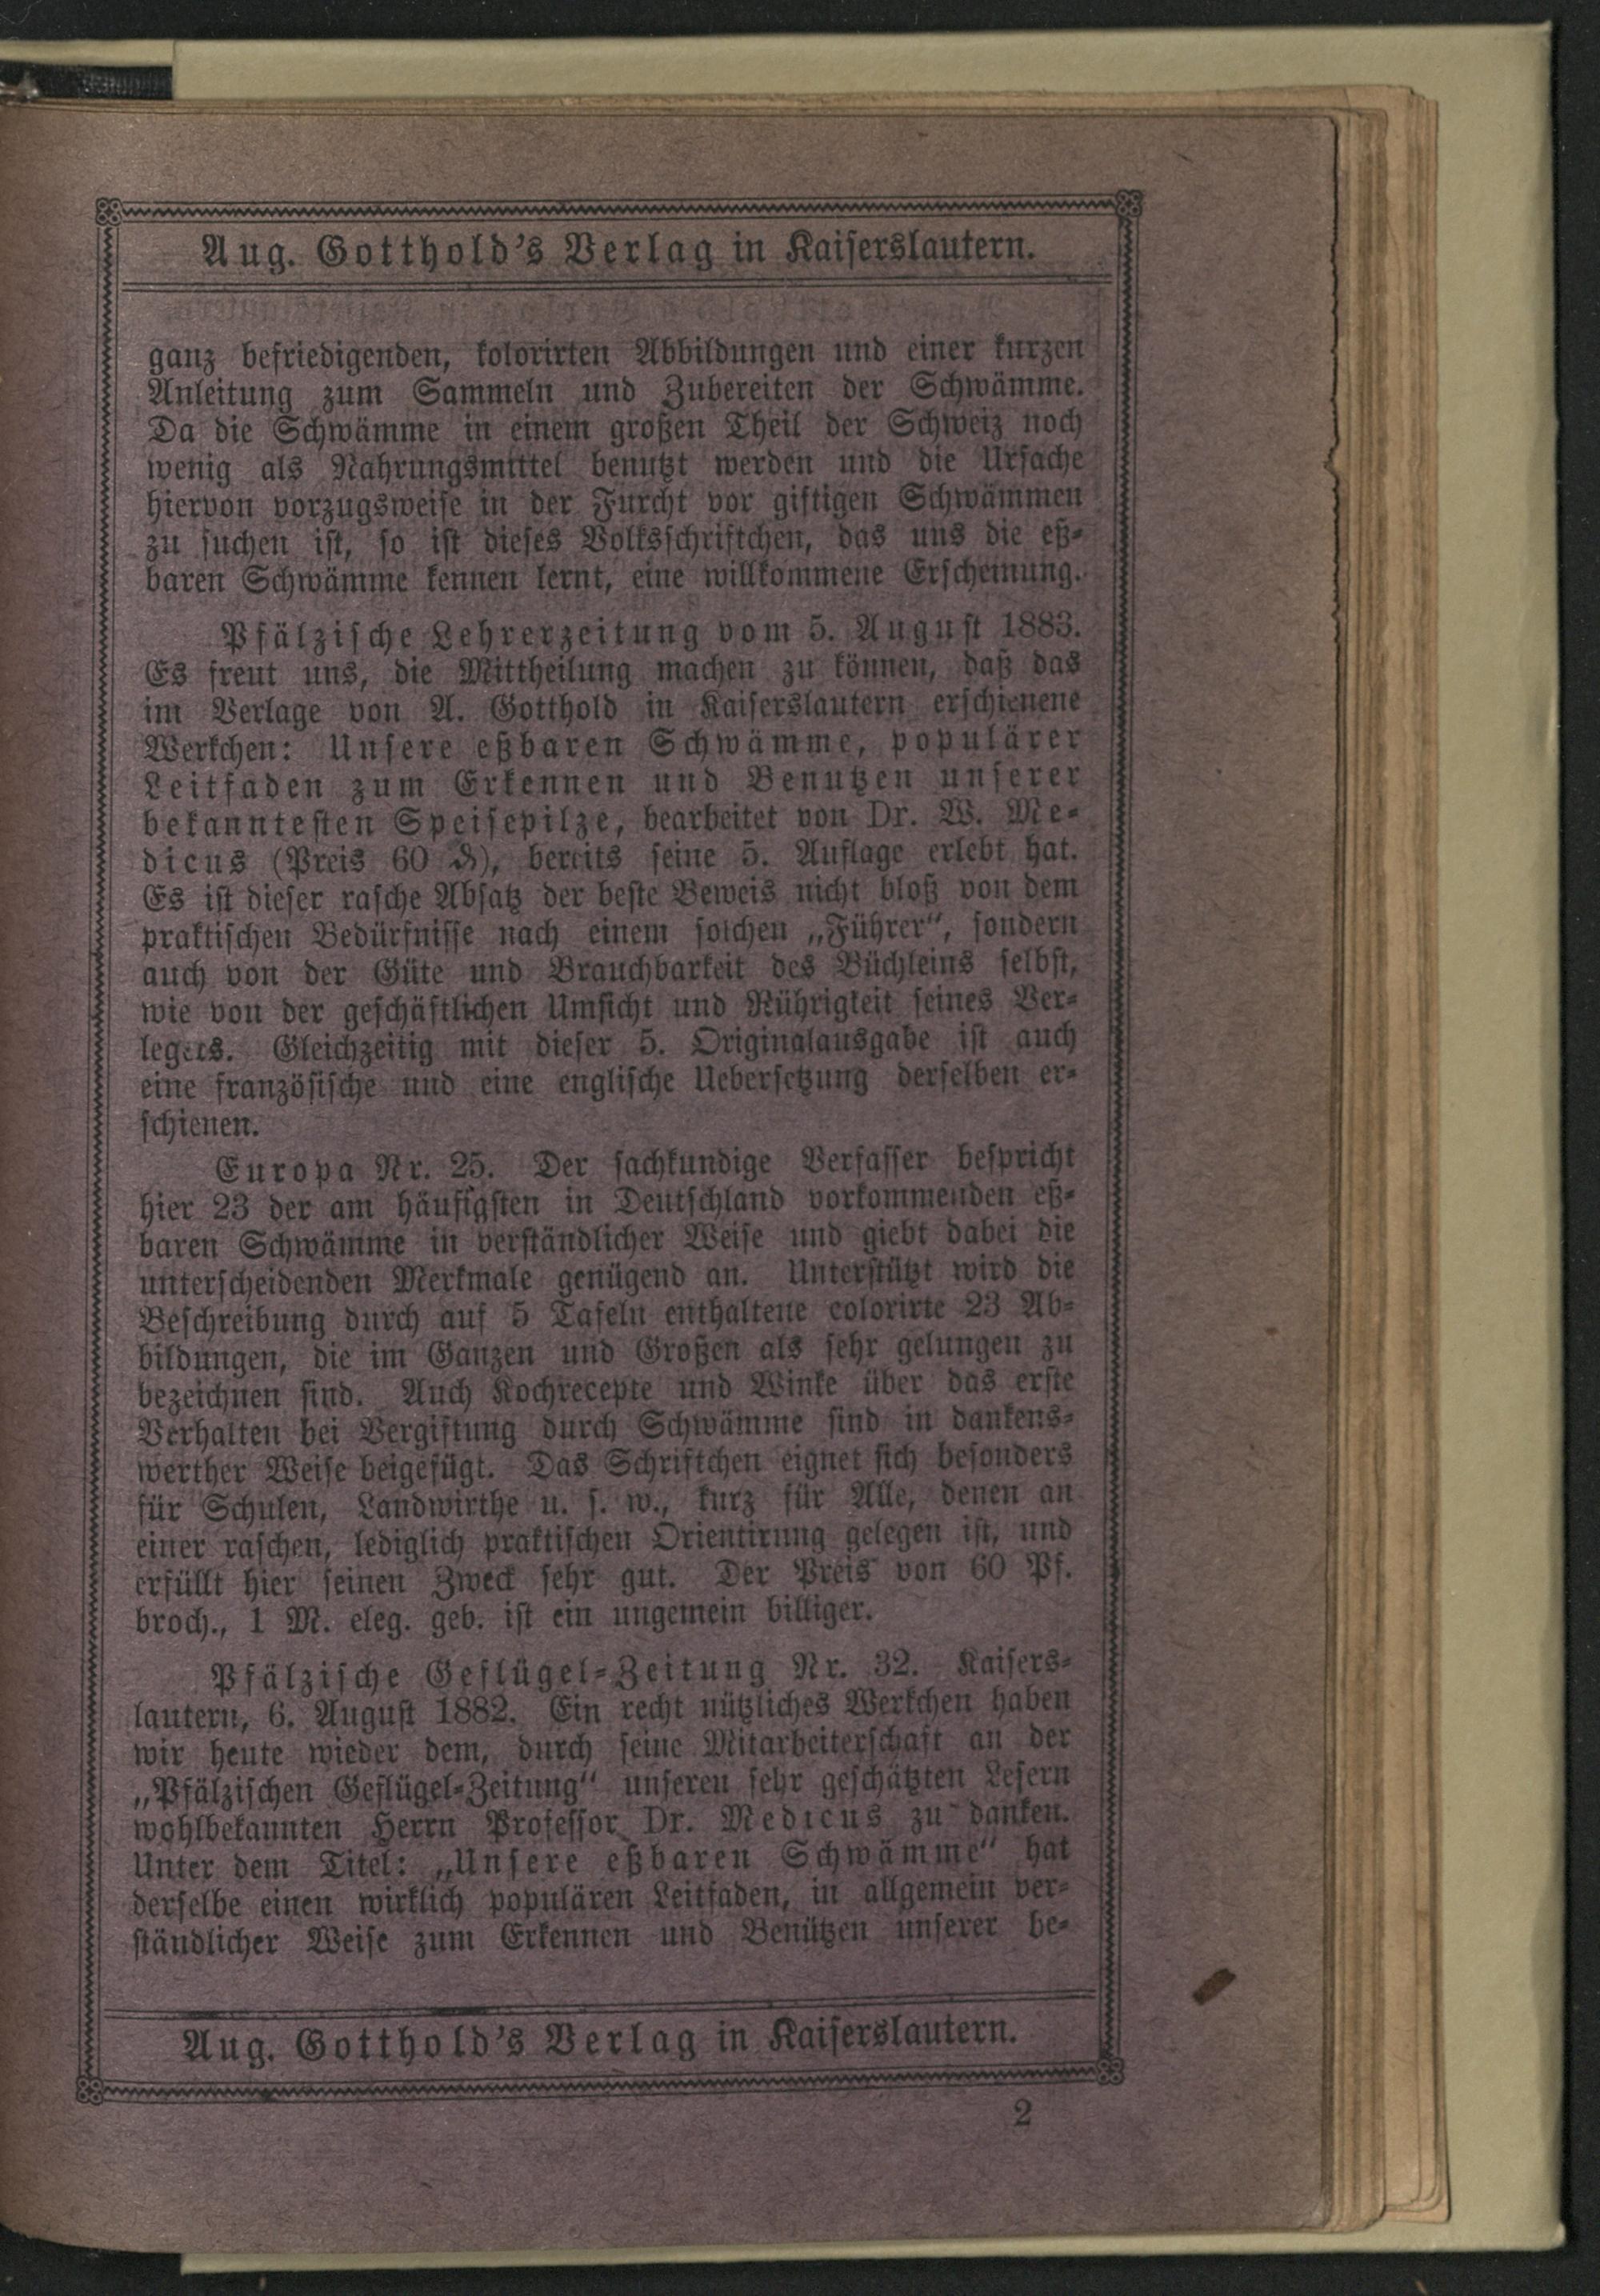 Aug. Gotthold's Verlag in Kaiserslautern.
ganz befriedigenden, kolorirten Abbildungen und einer kurzen
Anleitung zum Sammeln und Zubereiten der Schwämme.
Da die Schwämme in einem großen Theil der Schweiz noch
wenig als Nahrungsmittel benutzt werden und die Ursache
hiervon vorzugsweise in der Furcht vor giftigen Schwämmen
zu suchen ist, so ist dieses Volksschriftchen, das uns die eß-
baren Schwämme kennen lernt, eine willkommene Erscheinung.
Pfälzische Lehrerzeitung vom 5. August 1883.
Es freut uns, die Mittheilung machen zu können, daß das
im Verlage von A. Gotthold in Kaiserslautern erschienene
Werkchen: Unsere eßbaren Schwämme, populärer
Leitfaden zum Erkennen und Benutzen unserer
bekanntesten Speisepilze, bearbeitet von Dr. W. Me-
dicus (Preis 60 ₰), bereits seine 5. Auflage erlebt hat.
Es ist dieser rasche Absatz der beste Beweis nicht bloß von dem
praktischen Bedürfnisse nach einem solchen „Führer“, sondern
auch von der Güte und Brauchbarkeit des Büchleins selbst,
wie von der geschäftlichen Umsicht und Rührigkeit seines Ver-
legers. Gleichzeitig mit dieser 5. Originalausgabe ist auch
eine französische und eine englische Uebersetzung derselben er-
schienen.
Europa Nr. 25. Der sachkundige Verfasser bespricht
hier 23 der am häufigsten in Deutschland vorkommenden eß-
baren Schwämme in verständlicher Weise und giebt dabei die
unterscheidenden Merkmale genügend an. Unterstützt wird die
Beschreibung durch auf 5 Tafeln enthaltene colorirte 23 Ab-
bildungen, die im Ganzen und Großen als sehr gelungen zu
bezeichnen sind. Auch Kochrecepte und Winke über das erste
Verhalten bei Vergiftung durch Schwämme sind in dankens-
werther Weise beigefügt. Das Schriftchen eignet sich besonders
für Schulen, Landwirthe u. s. w., kurz für Alle, denen an
einer raschen, lediglich praktischen Orientirung gelegen ist, und
erfüllt hier seinen Zweck sehr gut. Der Preis von 60 Pf.
broch., 1 M. eleg. geb. ist ein ungemein billiger.
Pfälzische Geflügel-Zeitung Nr. 32. Kaisers-
lautern, 6. August 1882. Ein recht nützliches Werkchen haben
wir heute wieder dem, durch seine Mitarbeiterschaft an der
„Pfälzischen Geflügel-Zeitung“ unseren sehr geschätzten Lesern
wohlbekannten Herrn Professor Dr. Medicus zu danken.
Unter dem Titel: „Unsere eßbaren Schwämme“ hat
derselbe einen wirklich populären Leitfaden, in allgemein ver-
ständlicher Weise zum Erkennen und Benützen unserer be-
Aug. Gotthold's Verlag in Kaiserslautern.
2